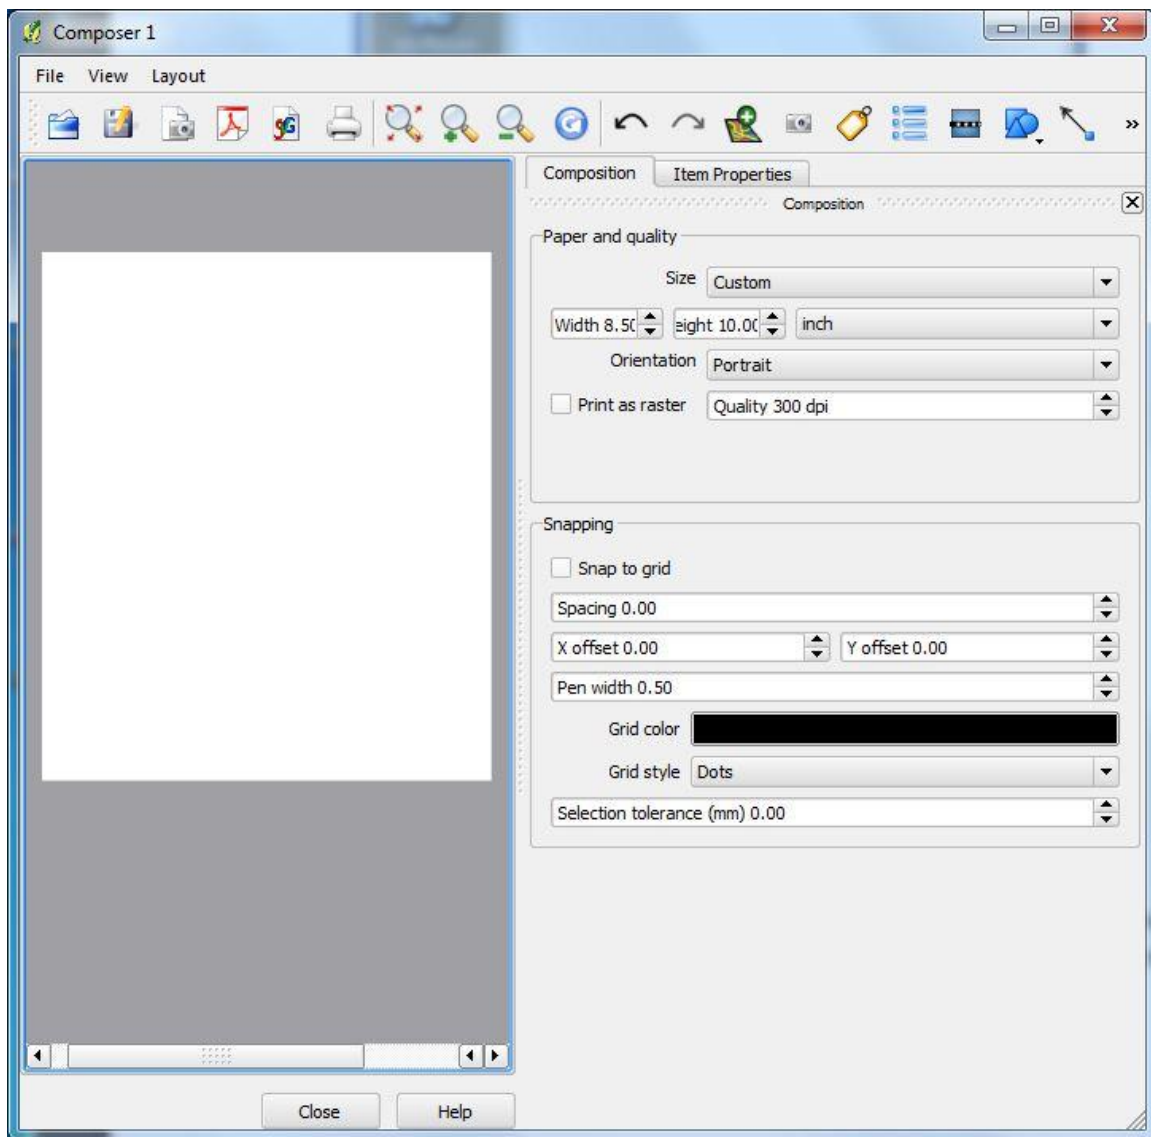 Composer 1
File View Layout
Composition Item Properties
Composition
Paper and quality
Size Custom
Width 8.50 eight 10.00 inch
Orientation Portrait
Print as raster Quality 300 dpi
Snapping
Snap to grid
Spacing 0.00
X offset 0.00 Y offset 0.00
Pen width 0.50
Grid color
Grid style Dots
Selection tolerance (mm) 0.00
Close Help